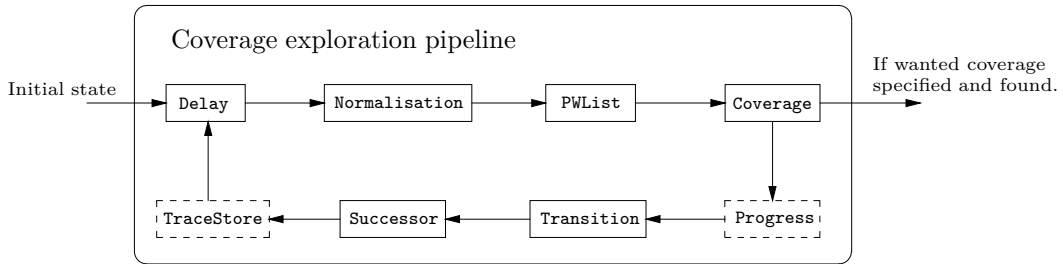 Coverage exploration pipeline
Initial state
If wanted coverage
specified and found.
Delay
Normalisation
PWList
Coverage
TraceStore
Successor
Transition
Progress